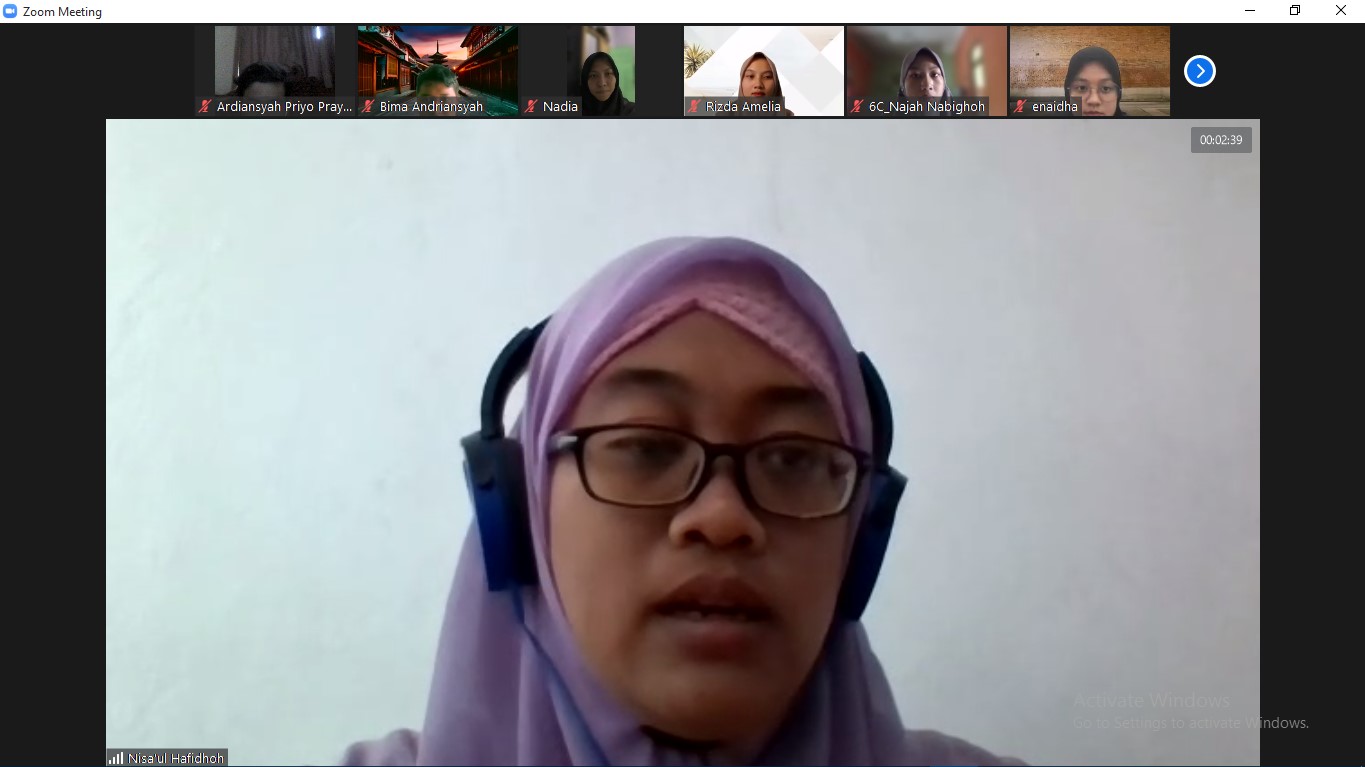 Zoom Meeting
Ardiansyah Priyo Pray...
Bima Andriansyah
Nadia
Rizda Amelia
6C_Najah Nabighoh
enaidha
00:02:39
Activate Windows
Go to Settings to activate Windows.
Nisa'ul Hafidhoh